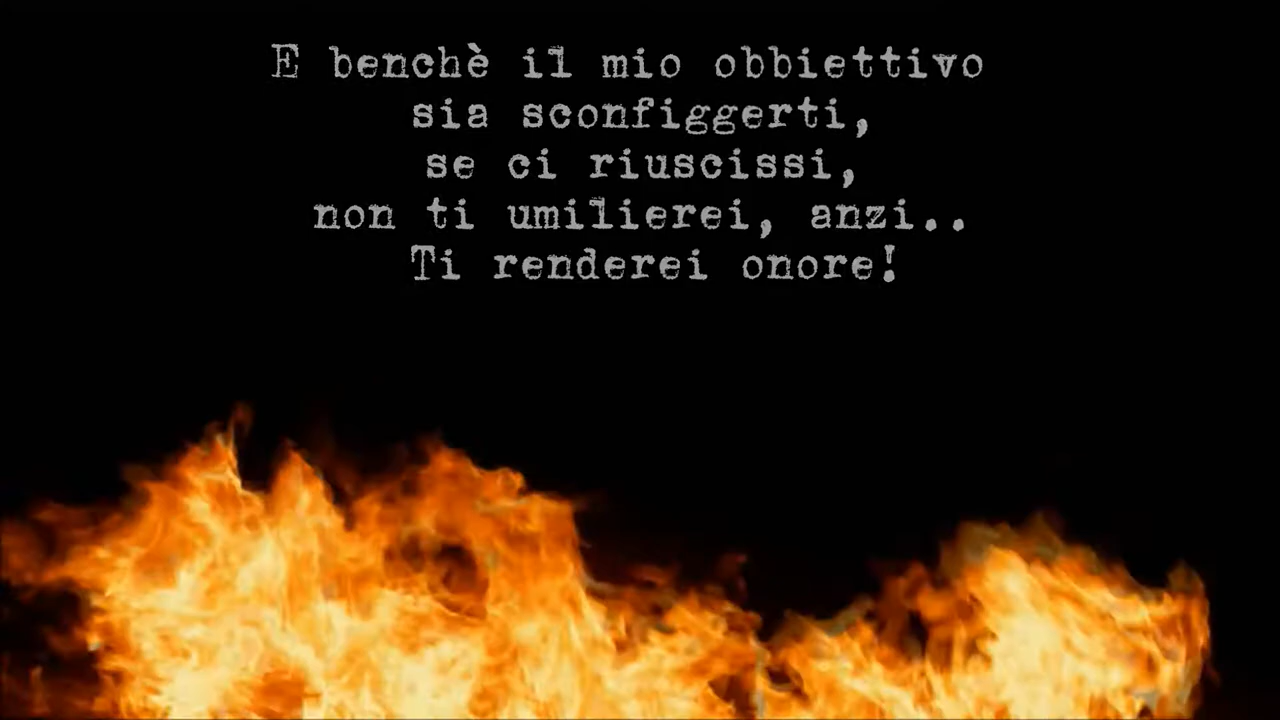 E benchè il mio obbiettivo
sia sconfiggerti,
se ci riuscissi,
non ti umilierei, anzi..
Ti renderei onore!